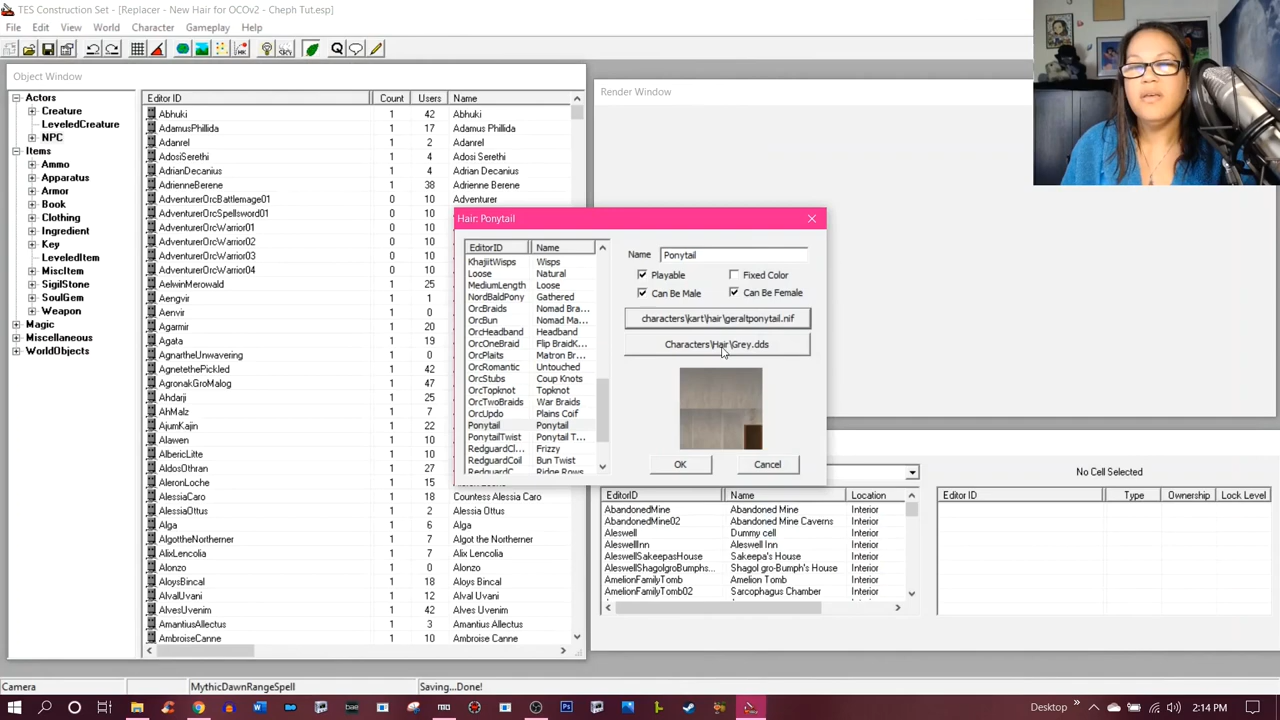 TES Construction Set - [Replacer - New Hair for OCOv2 - Cheph Tut.esp]
File Edit View World Character Gameplay Help
Object Window
Actors
Creature
LeveledCreature
NPC
Items
Ammo
Apparatus
Armor
Book
Clothing
Ingredient
Key
LeveledItem
MiscItem
SigilStone
SoulGem
Weapon
Magic
Miscellaneous
WorldObjects
Editor ID Count Users Name
Abhuki 1 42 Abhuki
AdamusPhillida 1 17 Adamus Phillida
Adanrel 1 2 Adanrel
AdosiSerethi 1 4 Adosi Serethi
AdrianDecanius 1 4 Adrian Decanius
AdrienneBerene 1 38 Adrienne Berene
AdventurerOrcBattlemage01 0 10 Adventurer
AdventurerOrcSpellsword01 0 10
AdventurerOrcWarrior01 0 10
AdventurerOrcWarrior02 0 10
AdventurerOrcWarrior03 0 10
AdventurerOrcWarrior04 0 10
AelwinMerowald 1 25
Aengvir 1 1
Aenvir 1 0
Agarmir 1 20
Agata 1 19
AgnartheUnwavering 1 0
AgnetethePickled 1 42
AgronakGroMalog 1 47
Ahdarji 1 21
AhMalz 1 7
AjumKajin 1 22
Alawen 1 10
AlbericLitte 1 10
AldosOthran 1 27
AleronLoche 1 15
AlessiaCaro 1 18 Countess Alessia Caro
AlessiaOttus 1 2 Alessia Ottus
Alga 1 6 Alga
AlgottheNortherner 1 7 Algot the Northerner
AlixLencolia 1 7 Alix Lencolia
Alonzo 1 0 Alonzo
AloysBincal 1 18 Aloys Bincal
AlvalUvani 1 12 Alval Uvani
AlvesUvenim 1 42 Alves Uvenim
AmantiusAllectus 1 3 Amantius Allectus
AmbroiseCanne 1 10 Ambroise Canne
Render Window
Hair: Ponytail
EditorID Name
KhajiitWisps Wisps
Loose Natural
MediumLength Loose
NordBaldPony Gathered
OrcBraids Nomad Bra...
OrcBun Nomad Ma...
OrcHeadband Headband
OrcOneBraid Flip BraidK...
OrcPlaits Matron Br...
OrcRomantic Untouched
OrcStubs Coup Knots
OrcTopknot Topknot
OrcTwoBraids War Braids
OrcUpdo Plains Coif
Ponytail Ponytail
PonytailTwist Ponytail T...
RedguardCl... Frizzy
RedguardCoil Bun Twist
RedguardC... Ridge Rows
Name Ponytail
Playable Fixed Color
Can Be Male Can Be Female
characters\kart\hair\geraltponytail.nif
Characters\Hair\Grey.dds
OK Cancel
No Cell Selected
EditorID Name Location
AbandonedMine Abandoned Mine Interior
AbandonedMine02 Abandoned Mine Caverns Interior
Aleswell Dummy cell Interior
AleswellInn Aleswell Inn Interior
AleswellSakeepasHouse Sakeepa's House Interior
AleswellShagolgroBumphs... Shagol gro-Bumph's House Interior
AmelionFamilyTomb Amelion Tomb Interior
AmelionFamilyTomb02 Sarcophagus Chamber Interior
Editor ID Type Ownership Lock Level
Camera MythicDawnRangeSpell Saving...Done!
Desktop 2:14 PM